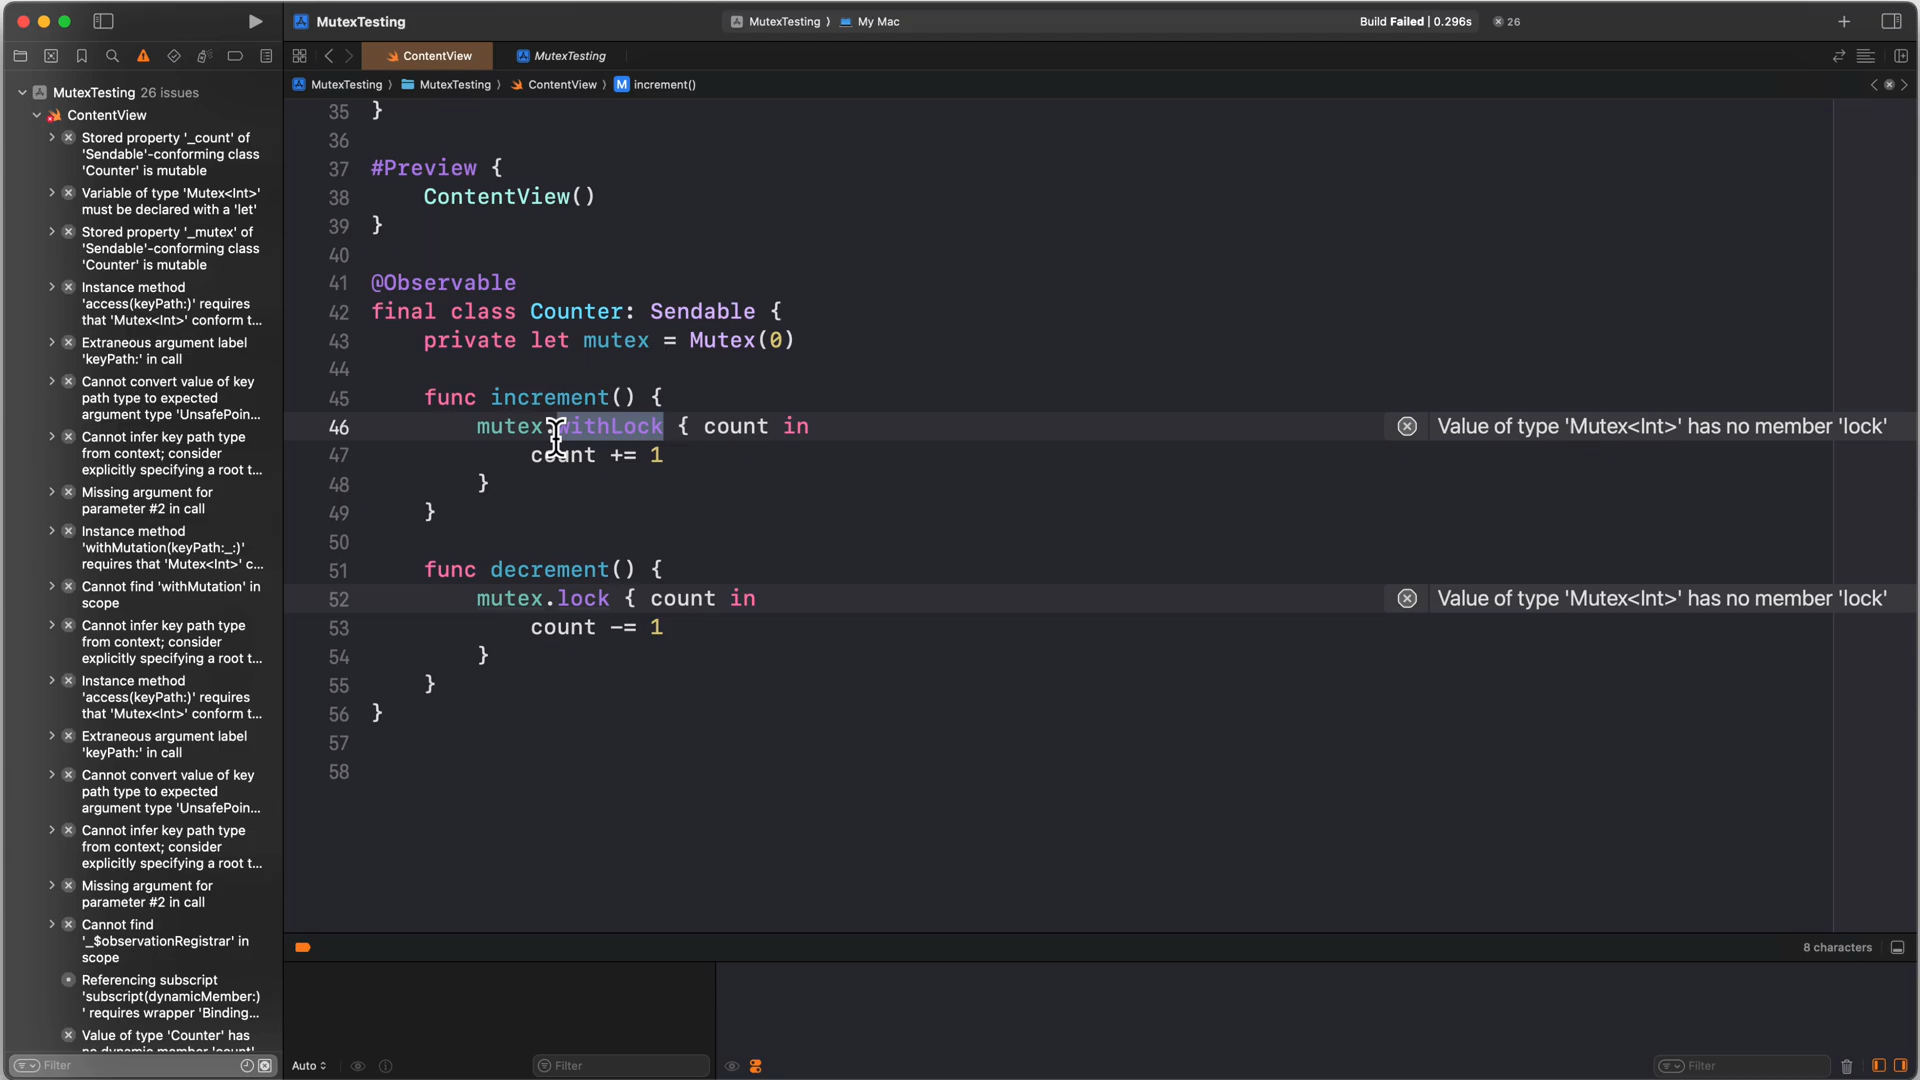 MutexTesting
MutexTesting 〉 My Mac
Build Failed | 0.296s
26
ContentView
MutexTesting
MutexTesting 〉 MutexTesting 〉 ContentView 〉 M increment()
MutexTesting 26 issues
ContentView
Stored property '_count' of
'Sendable'-conforming class
'Counter' is mutable
Variable of type 'Mutex<Int>'
must be declared with a 'let'
Stored property '_mutex' of
'Sendable'-conforming class
'Counter' is mutable
Instance method
'access(keyPath:)' requires
that 'Mutex<Int>' conform t...
Extraneous argument label
'keyPath:' in call
Cannot convert value of key
path type to expected
argument type 'UnsafePoin...
Cannot infer key path type
from context; consider
explicitly specifying a root t...
Missing argument for
parameter #2 in call
Instance method
'withMutation(keyPath:_:)'
requires that 'Mutex<Int>' c...
Cannot find 'withMutation' in
scope
Cannot infer key path type
from context; consider
explicitly specifying a root t...
Instance method
'access(keyPath:)' requires
that 'Mutex<Int>' conform t...
Extraneous argument label
'keyPath:' in call
Cannot convert value of key
path type to expected
argument type 'UnsafePoin...
Cannot infer key path type
from context; consider
explicitly specifying a root t...
Missing argument for
parameter #2 in call
Cannot find
'_$observationRegistrar' in
scope
Referencing subscript
'subscript(dynamicMember:)
' requires wrapper 'Binding...
Value of type 'Counter' has
no dynamic member 'count'
Filter
35 }
36
37 #Preview {
38 ContentView()
39 }
40
41 @Observable
42 final class Counter: Sendable {
43 private let mutex = Mutex(0)
44
45 func increment() {
46 mutex.withLock { count in
Value of type 'Mutex<Int>' has no member 'lock'
47 count += 1
48 }
49 }
50
51 func decrement() {
52 mutex.lock { count in
Value of type 'Mutex<Int>' has no member 'lock'
53 count -= 1
54 }
55 }
56 }
57
58
8 characters
Auto
Filter
Filter